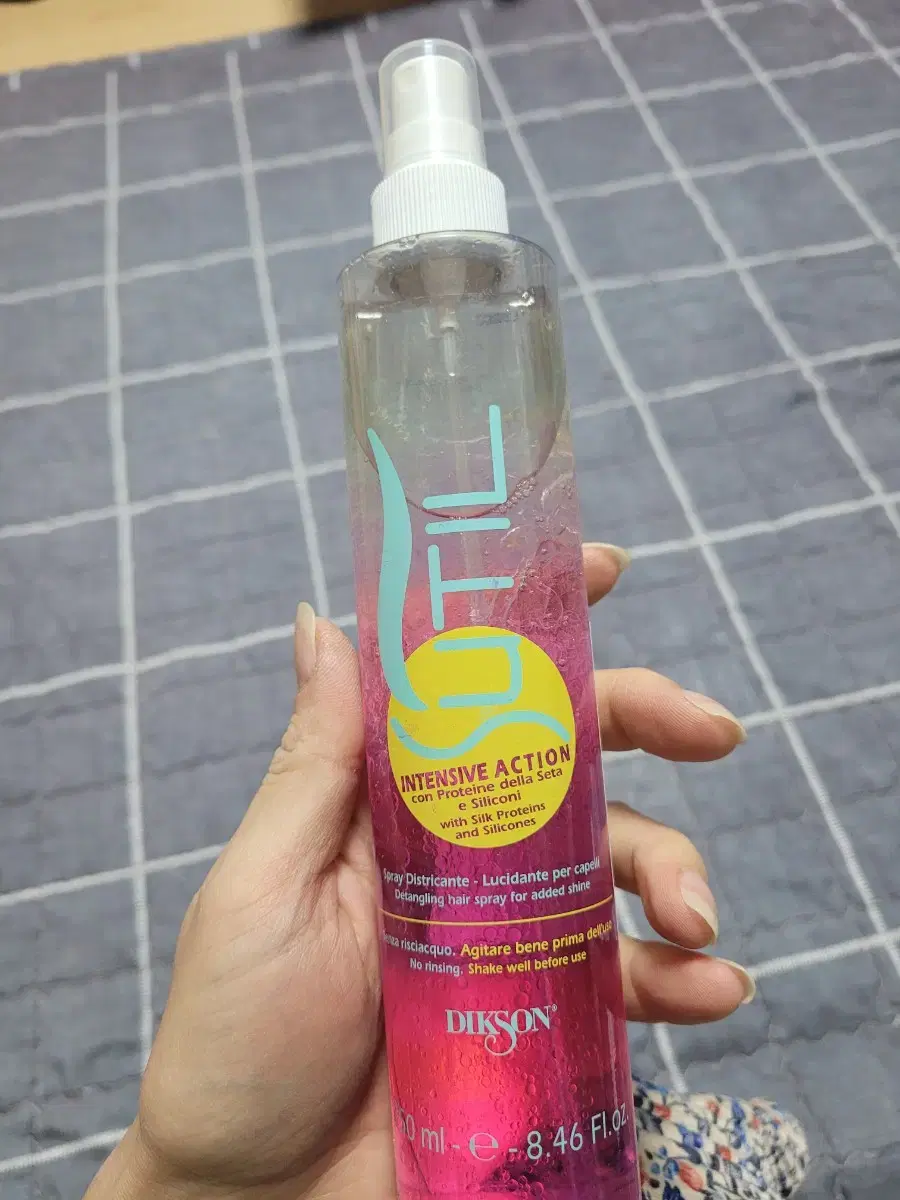 SUTIL
INTENSIVE ACTION
con Proteine della Seta
e Siliconi
with Silk Proteins
and Silicones
Spray Districante - Lucidante per capelli
Detangling hair spray for added shine
Senza risciacquo. Agitare bene prima dell'uso
No rinsing. Shake well before use
DIKSON®
50 ml - e - 8.46 Fl.oz.